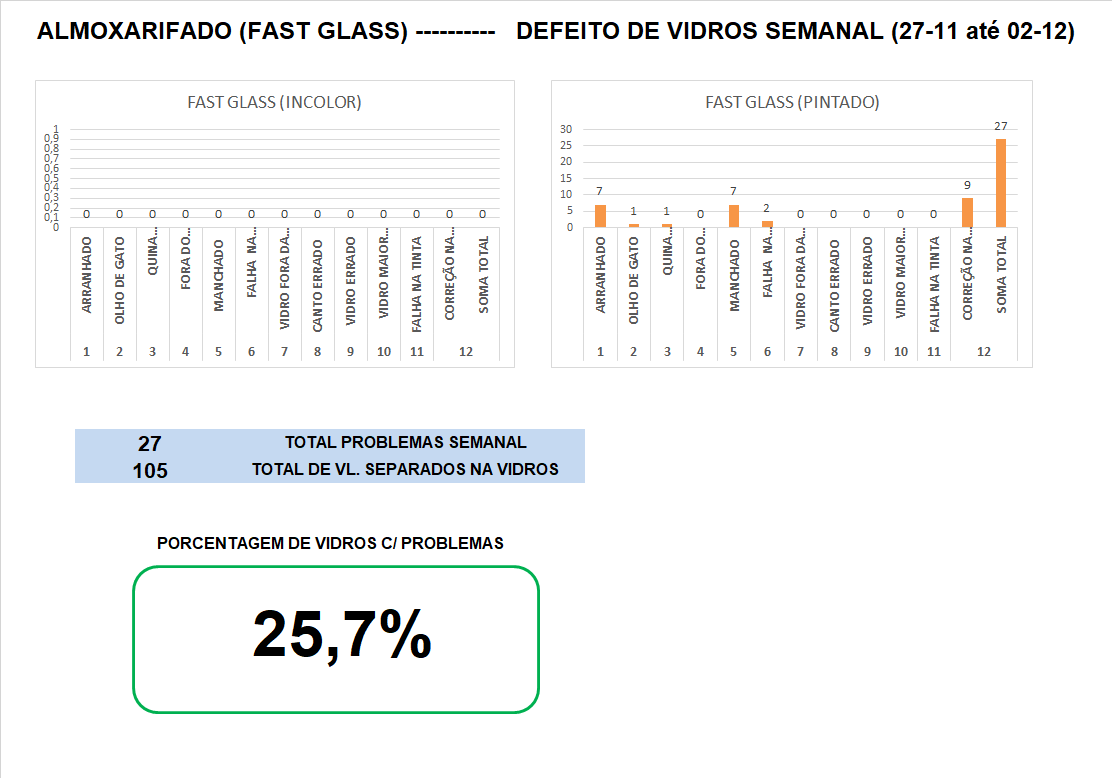 ALMOXARIFADO (FAST GLASS) ---------- DEFEITO DE VIDROS SEMANAL (27-11 até 02-12)
FAST GLASS (INCOLOR)
1
0,9
0,8
0,7
0,6
0,5
0,4
0,3
0,2
0,1
0
0 0 0 0 0 0 0 0 0 0 0 0 0
ARRANHADO
OLHO DE GATO
QUINA...
FORA DO...
MANCHADO
FALHA NA...
VIDRO FORA DA...
CANTO ERRADO
VIDRO ERRADO
VIDRO MAIOR...
FALHA NA TINTA
CORREÇÃO NA...
SOMA TOTAL
1 2 3 4 5 6 7 8 9 10 11 12
FAST GLASS (PINTADO)
30
25
20
15
10
5
0
7 1 1 0 7 2 0 0 0 0 0 9 27
ARRANHADO
OLHO DE GATO
QUINA...
FORA DO...
MANCHADO
FALHA NA...
VIDRO FORA DA...
CANTO ERRADO
VIDRO ERRADO
VIDRO MAIOR...
FALHA NA TINTA
CORREÇÃO NA...
SOMA TOTAL
1 2 3 4 5 6 7 8 9 10 11 12
27 TOTAL PROBLEMAS SEMANAL
105 TOTAL DE VL. SEPARADOS NA VIDROS
PORCENTAGEM DE VIDROS C/ PROBLEMAS
25,7%